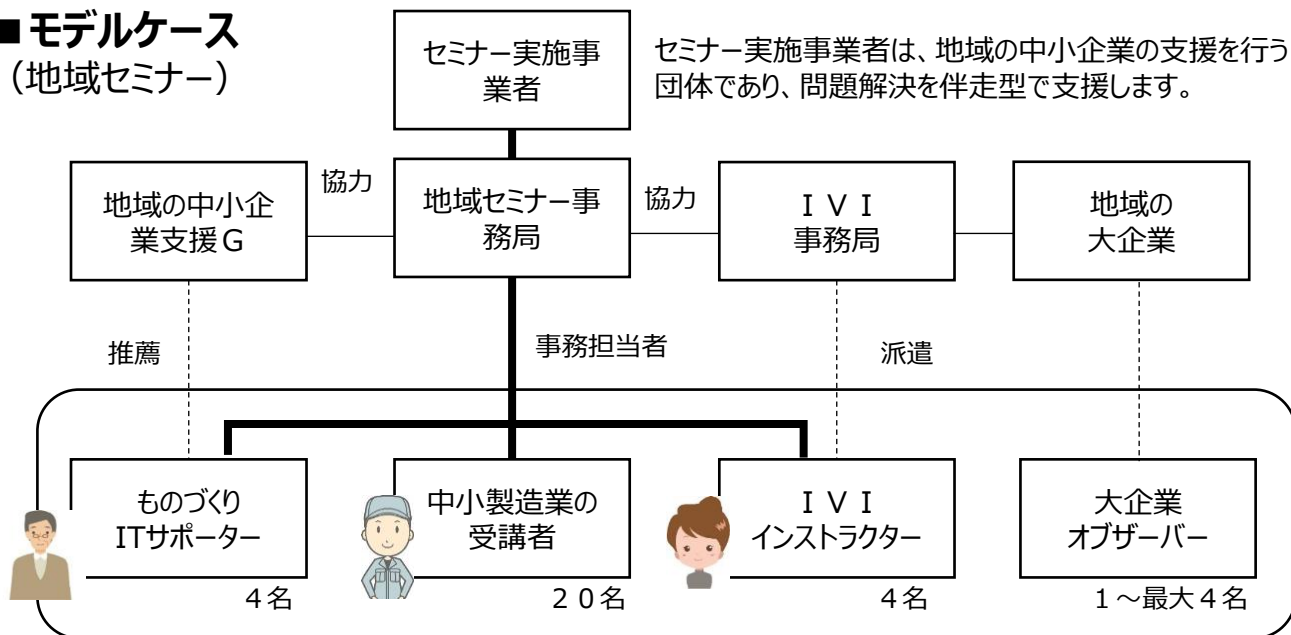 ■モデルケース
（地域セミナー）
セミナー実施事
業者
セミナー実施事業者は、地域の中小企業の支援を行う
団体であり、問題解決を伴走型で支援します。
地域の中小企
業支援Ｇ
協力
地域セミナー事
務局
協力
ＩＶＩ
事務局
地域の
大企業
推薦
事務担当者
派遣
ものづくり
ITサポーター
４名
中小製造業の
受講者
２０名
ＩＶＩ
インストラクター
４名
大企業
オブザーバー
１～最大４名